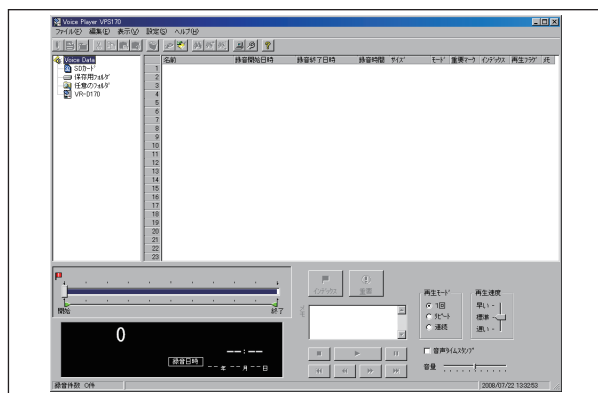 Voice Player VPS170
ファイル(F) 編集(E) 表示(V) 設定(S) ヘルプ(H)
Voice Data
SDカード
保存用フォルダ
任意のフォルダ
VR-D170
名前 録音開始日時 録音終了日時 録音時間 サイズ モード 重要マーク インデックス 再生フラグ メモ
1
2
3
4
5
6
7
8
9
10
11
12
13
14
15
16
17
18
19
20
21
22
23
開始 終了
インデックス 重要
再生モード
1回
リピート
連続
再生速度
早い
標準
遅い
0
録音日時
--:--
--年--月--日
音声タイムスタンプ
音量
録音件数 0件
2008/07/22 13:32:53